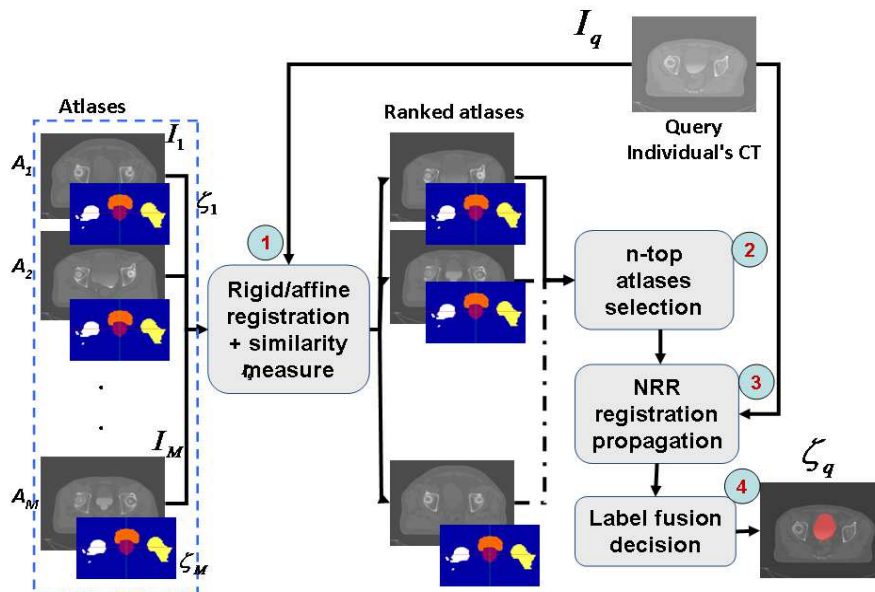 I_q
Query
Individual's CT
Atlases
A_1
I_1
ζ_1
A_2
.
.
A_M
I_M
ζ_M
1
Rigid/affine
registration
+ similarity
measure
Ranked atlases
2
n-top
atlases
selection
3
NRR
registration
propagation
4
Label fusion
decision
ζ_q